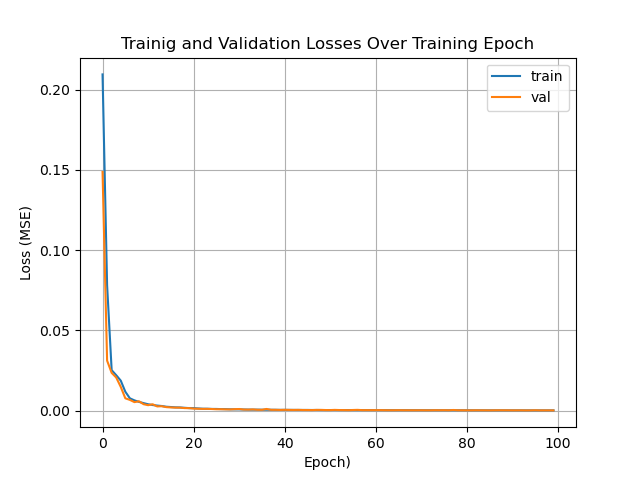 Trainig and Validation Losses Over Training Epoch
train
val
Loss (MSE)
0.20
0.15
0.10
0.05
0.00
0 20 40 60 80 100
Epoch)